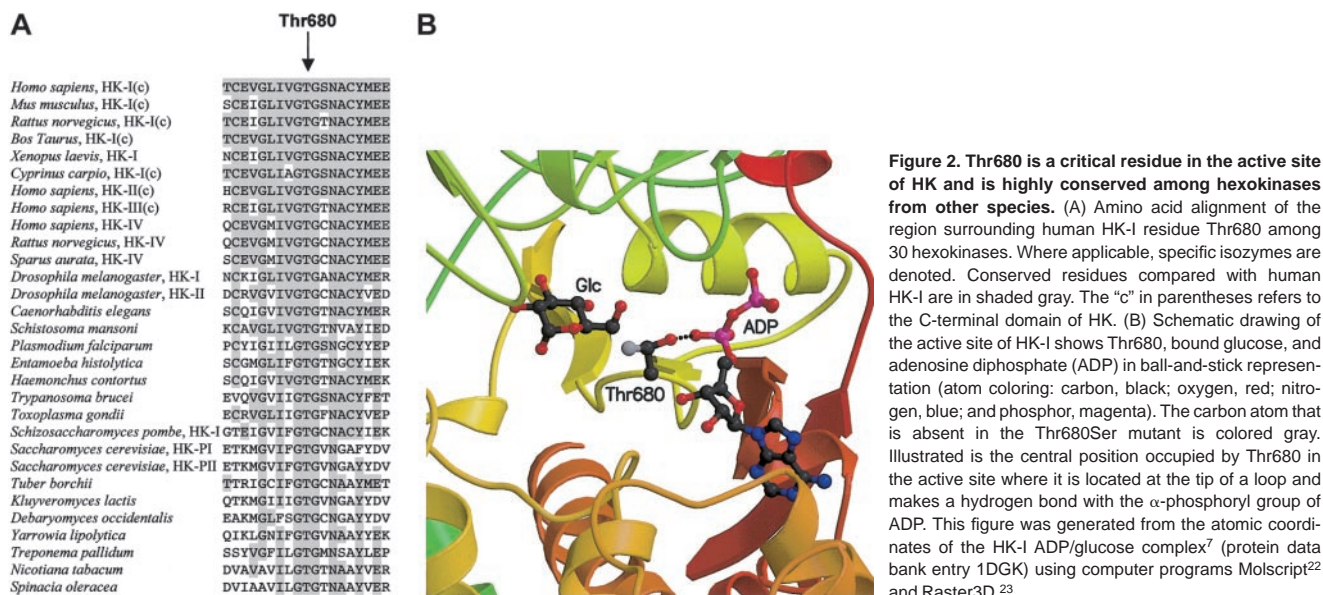 A
Thr680
Homo sapiens, HK-I(c) TCEVGLIVGTGSNACYMEE
Mus musculus, HK-I(c) SCEIGLIVGTGSNACYMEE
Rattus norvegicus, HK-I(c) TCEIGLIVGTGTNACYMEE
Bos Taurus, HK-I(c) TCEVGLIVGTGSNACYMEE
Xenopus laevis, HK-I NCEIGLIVGTGSNACYMEE
Cyprinus carpio, HK-I(c) TCEVGLIAGTGSNACYMEE
Homo sapiens, HK-II(c) HCEVGLIVGTGSNACYMEE
Homo sapiens, HK-III(c) RCEIGLIVGTGTNACYMEE
Homo sapiens, HK-IV QCEVGMIVGTGCNACYMEE
Rattus norvegicus, HK-IV QCEVGMIVGTGCNACYMEE
Sparus aurata, HK-IV SCEVGMIVGTGCNACYMEE
Drosophila melanogaster, HK-I NCRIGLIVGTGANACYMER
Drosophila melanogaster, HK-II DCRVGVIVGTGCNACYVED
Caenorhabditis elegans SCQIGVIVGTGTNACYMEK
Schistosoma mansoni KCAVGLIVGTGTNVAYIED
Plasmodium falciparum PCYIGIILGTGSNGCYYEP
Entamoeba histolytica SCGMGLIFGTGTNGCYMEK
Haemonchus contortus SCQIGVIVGTGTNACYMEK
Trypanosoma brucei EVQVGVIIGTGSNACYFET
Toxoplasma gondii ECRVGLIIGTGFNACYVEP
Schizosaccharomyces pombe, HK-I GTEIGVIFGTGCNACYIEK
Saccharomyces cerevisiae, HK-PI ETKMGVIFGTGVNGAFYDV
Saccharomyces cerevisiae, HK-PII ETKMGVIFGTGVNGAYYDV
Tuber borchii TTRIGCIFGTGCNAAYMET
Kluyveromyces lactis QTKMGIIIGTGVNGAYYDV
Debaryomyces occidentalis EAKMGLFSGTGCNGAYYDV
Yarrowia lipolytica QIKLGNIFGTGVNAAYYEK
Treponema pallidum SSYVGFILGTGMNSAYLEP
Nicotiana tabacum DVAVAVILGTGTNAAYVER
Spinacia oleracea DVIAAVILGTGTNAAYVER
B
Glc
ADP
Thr680
Figure 2. Thr680 is a critical residue in the active site
of HK and is highly conserved among hexokinases
from other species. (A) Amino acid alignment of the
region surrounding human HK-I residue Thr680 among
30 hexokinases. Where applicable, specific isozymes are
denoted. Conserved residues compared with human
HK-I are in shaded gray. The “c” in parentheses refers to
the C-terminal domain of HK. (B) Schematic drawing of
the active site of HK-I shows Thr680, bound glucose, and
adenosine diphosphate (ADP) in ball-and-stick represen-
tation (atom coloring: carbon, black; oxygen, red; nitro-
gen, blue; and phosphor, magenta). The carbon atom that
is absent in the Thr680Ser mutant is colored gray.
Illustrated is the central position occupied by Thr680 in
the active site where it is located at the tip of a loop and
makes a hydrogen bond with the α-phosphoryl group of
ADP. This figure was generated from the atomic coordi-
nates of the HK-I ADP/glucose complex7 (protein data
bank entry 1DGK) using computer programs Molscript22
and Raster3D.23